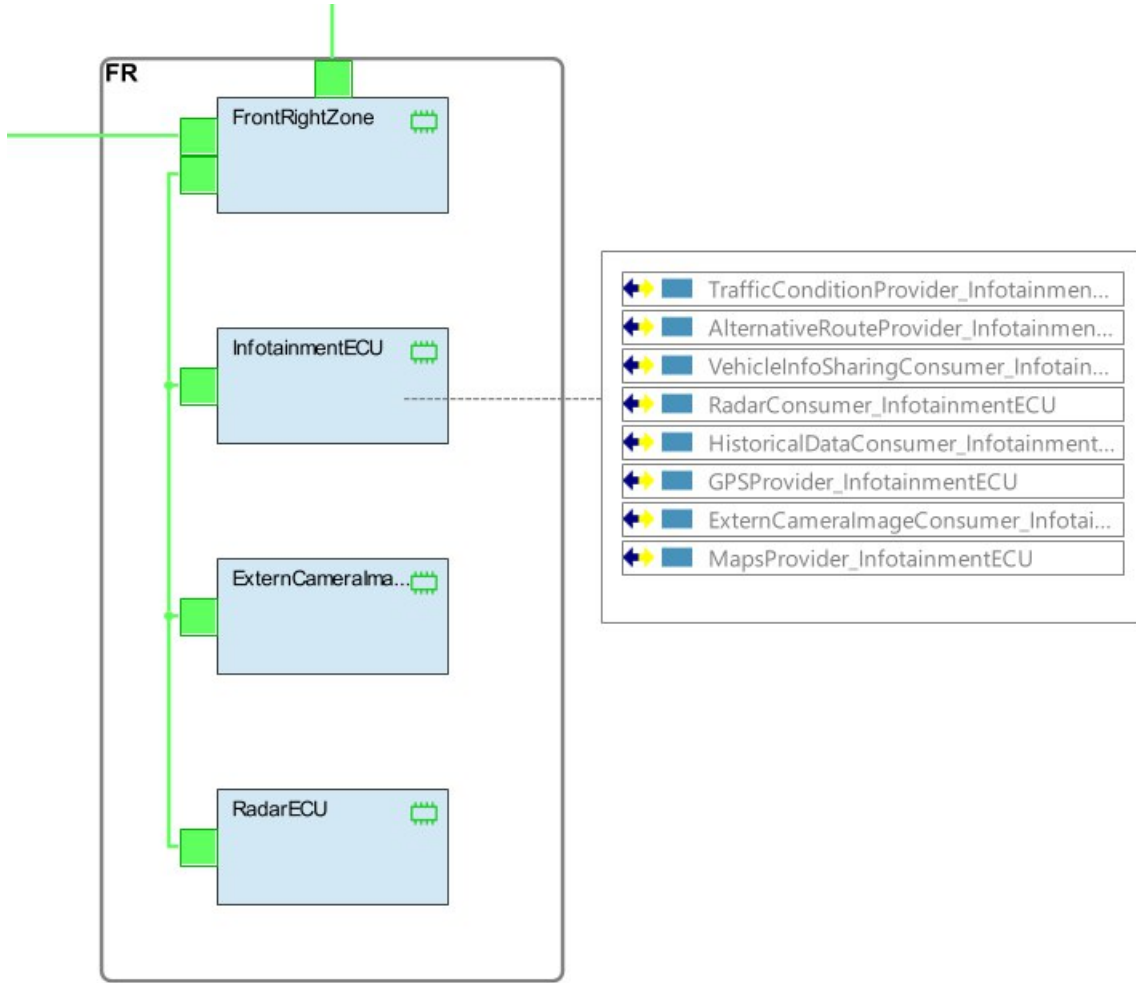 FR
FrontRightZone
InfotainmentECU
ExternCameraIma...
RadarECU
TrafficConditionProvider_Infotainmen...
AlternativeRouteProvider_Infotainmen...
VehicleInfoSharingConsumer_Infotain...
RadarConsumer_InfotainmentECU
HistoricalDataConsumer_Infotainment...
GPSProvider_InfotainmentECU
ExternCameraImageConsumer_Infotai...
MapsProvider_InfotainmentECU